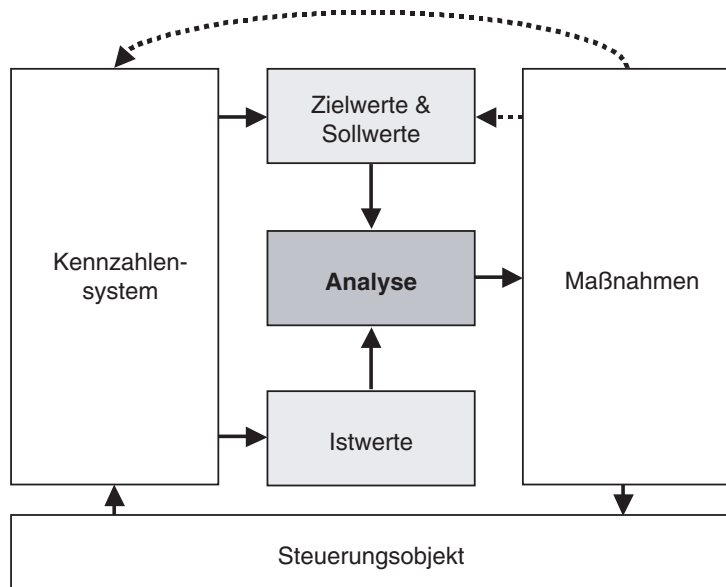 Zielwerte &
Sollwerte
Kennzahlen-
system
Analyse
Maßnahmen
Istwerte
Steuerungsobjekt